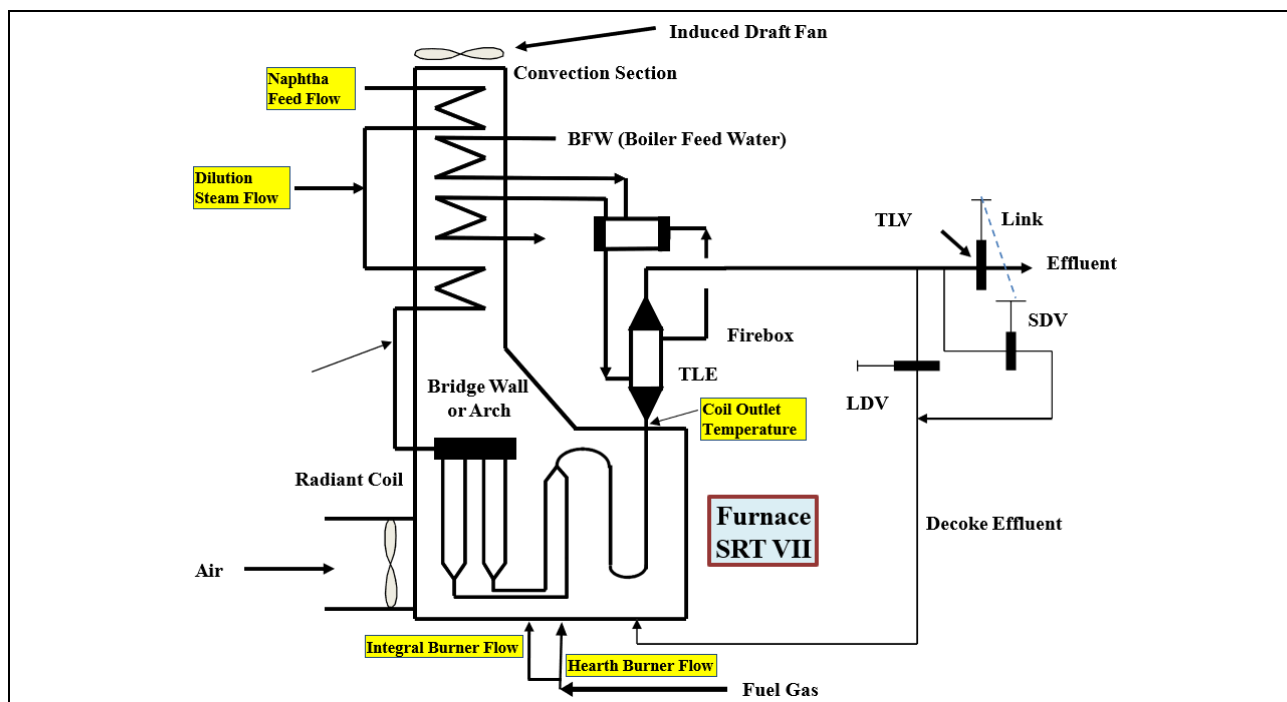 Induced Draft Fan
Convection Section
Naphtha
Feed Flow
BFW (Boiler Feed Water)
Dilution
Steam Flow
TLV
Link
Effluent
SDV
Firebox
TLE
LDV
Bridge Wall
or Arch
Coil Outlet
Temperature
Radiant Coil
Furnace
SRT VII
Decoke Effluent
Air
Integral Burner Flow
Hearth Burner Flow
Fuel Gas